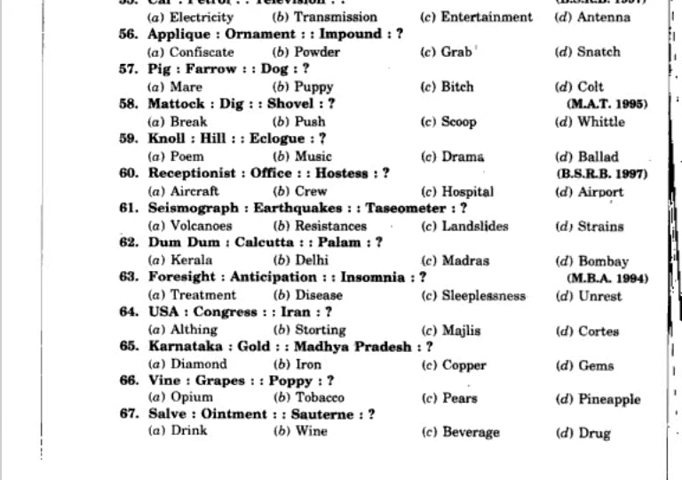 55. Car : Petrol : : Television : ?
(B.S.R.B. 1997)
(a) Electricity (b) Transmission (c) Entertainment (d) Antenna
56. Applique : Ornament : : Impound : ?
(a) Confiscate (b) Powder (c) Grab (d) Snatch
57. Pig : Farrow : : Dog : ?
(a) Mare (b) Puppy (c) Bitch (d) Colt
58. Mattock : Dig : : Shovel : ? (M.A.T. 1995)
(a) Break (b) Push (c) Scoop (d) Whittle
59. Knoll : Hill : : Eclogue : ?
(a) Poem (b) Music (c) Drama (d) Ballad
60. Receptionist : Office : : Hostess : ? (B.S.R.B. 1997)
(a) Aircraft (b) Crew (c) Hospital (d) Airport
61. Seismograph : Earthquakes : : Taseometer : ?
(a) Volcanoes (b) Resistances (c) Landslides (d) Strains
62. Dum Dum : Calcutta : : Palam : ?
(a) Kerala (b) Delhi (c) Madras (d) Bombay
63. Foresight : Anticipation : : Insomnia : ? (M.B.A. 1994)
(a) Treatment (b) Disease (c) Sleeplessness (d) Unrest
64. USA : Congress : : Iran : ?
(a) Althing (b) Storting (c) Majlis (d) Cortes
65. Karnataka : Gold : : Madhya Pradesh : ?
(a) Diamond (b) Iron (c) Copper (d) Gems
66. Vine : Grapes : : Poppy : ?
(a) Opium (b) Tobacco (c) Pears (d) Pineapple
67. Salve : Ointment : : Sauterne : ?
(a) Drink (b) Wine (c) Beverage (d) Drug